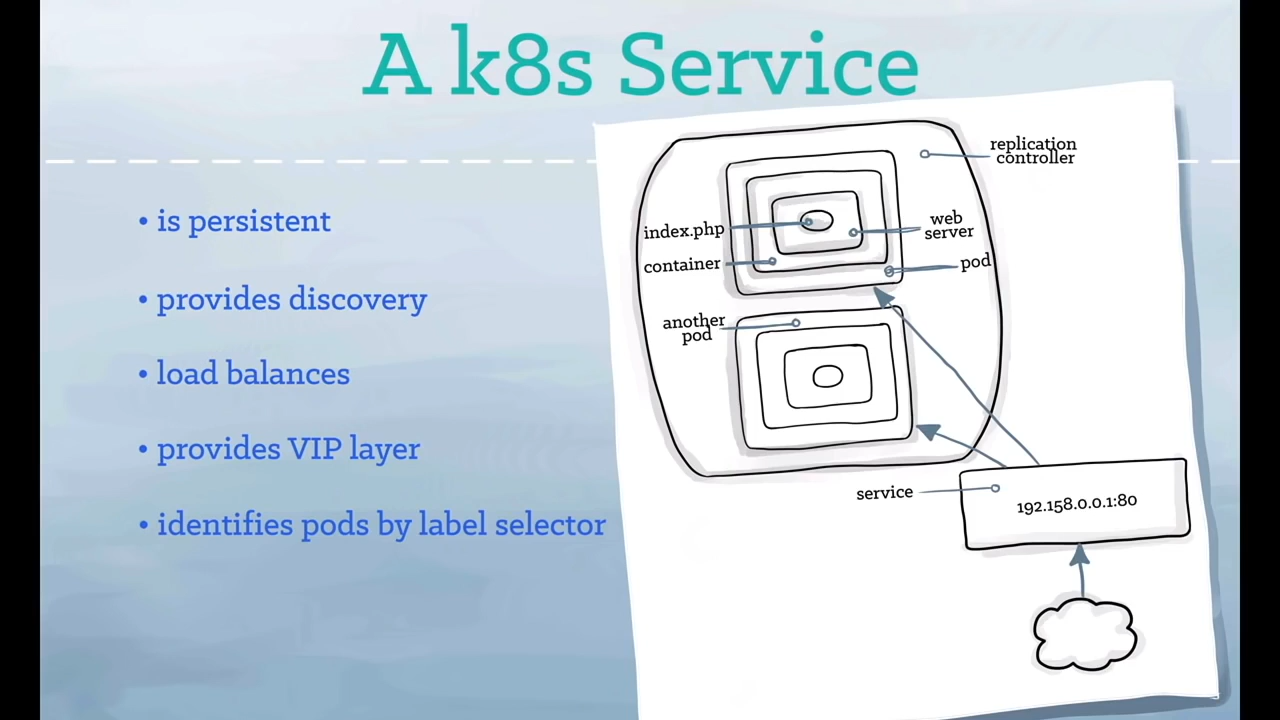 A k8s Service
• is persistent
• provides discovery
• load balances
• provides VIP layer
• identifies pods by label selector
replication
controller
index.php
web
server
container
pod
another
pod
service
192.158.0.0.1:80